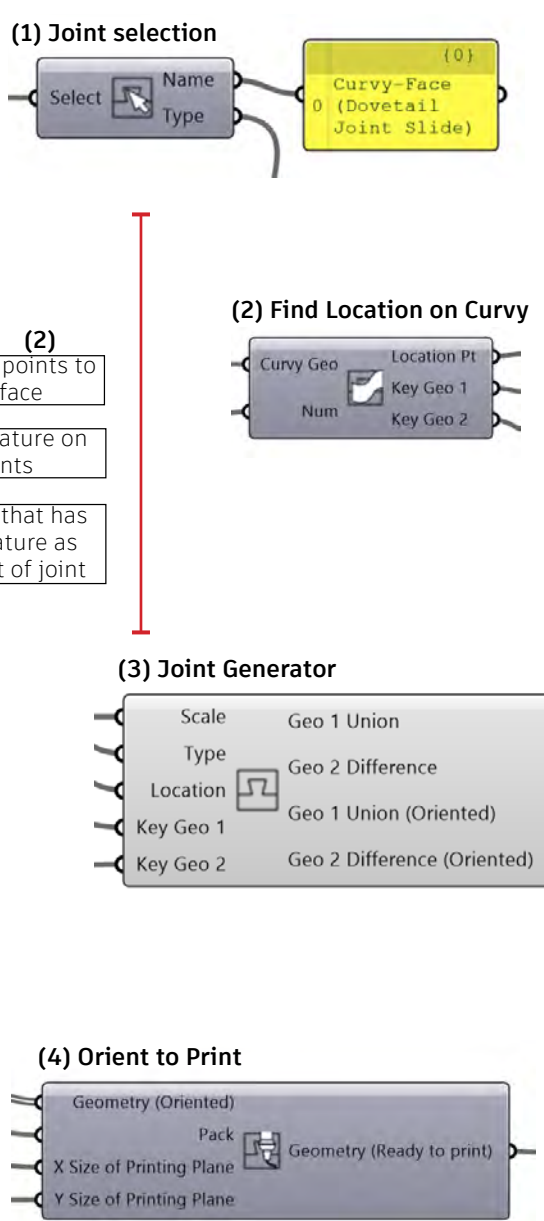 (1) Joint selection
{0}
Select
Name
Type
0
Curvy-Face
(Dovetail
Joint Slide)
(2)
points to
face
ature on
nts
that has
ature as
t of joint
(2) Find Location on Curvy
Curvy Geo
Num
Location Pt
Key Geo 1
Key Geo 2
(3) Joint Generator
Scale
Type
Location
Key Geo 1
Key Geo 2
Geo 1 Union
Geo 2 Difference
Geo 1 Union (Oriented)
Geo 2 Difference (Oriented)
(4) Orient to Print
Geometry (Oriented)
Pack
X Size of Printing Plane
Y Size of Printing Plane
Geometry (Ready to print)